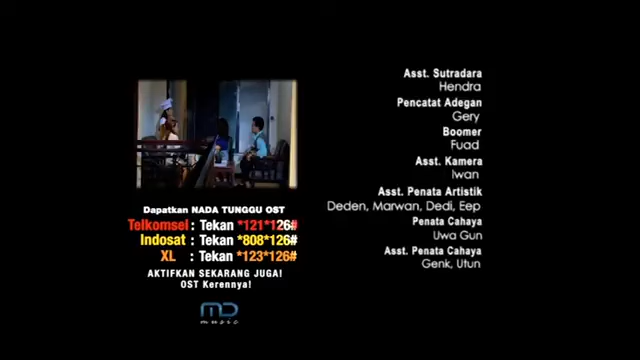 Asst. Sutradara
Hendra
Pencatat Adegan
Gery
Boomer
Fuad
Asst. Kamera
Iwan
Asst. Penata Artistik
Deden, Marwan, Dedi, Eep
Penata Cahaya
Uwa Gun
Asst. Penata Cahaya
Genk, Utun
Dapatkan NADA TUNGGU OST
Telkomsel : Tekan *121*126#
Indosat : Tekan *808*126#
XL : Tekan *123*126#
AKTIFKAN SEKARANG JUGA!
OST Kerennya!
MD
music